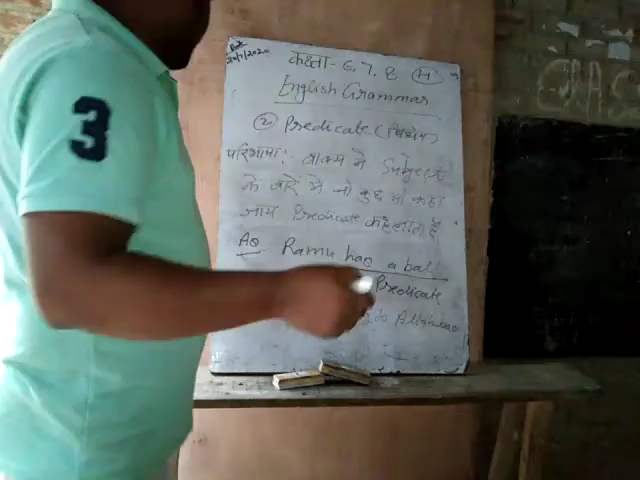 3
कक्षा - 6, 7, 8
English Grammar
② Predicate (विधेय)
परिभाषा: वाक्य में Subject
के बारे में जो कुछ भी कहा
जाय Predicate कहलाता है
Ramu has a ball
Predicate